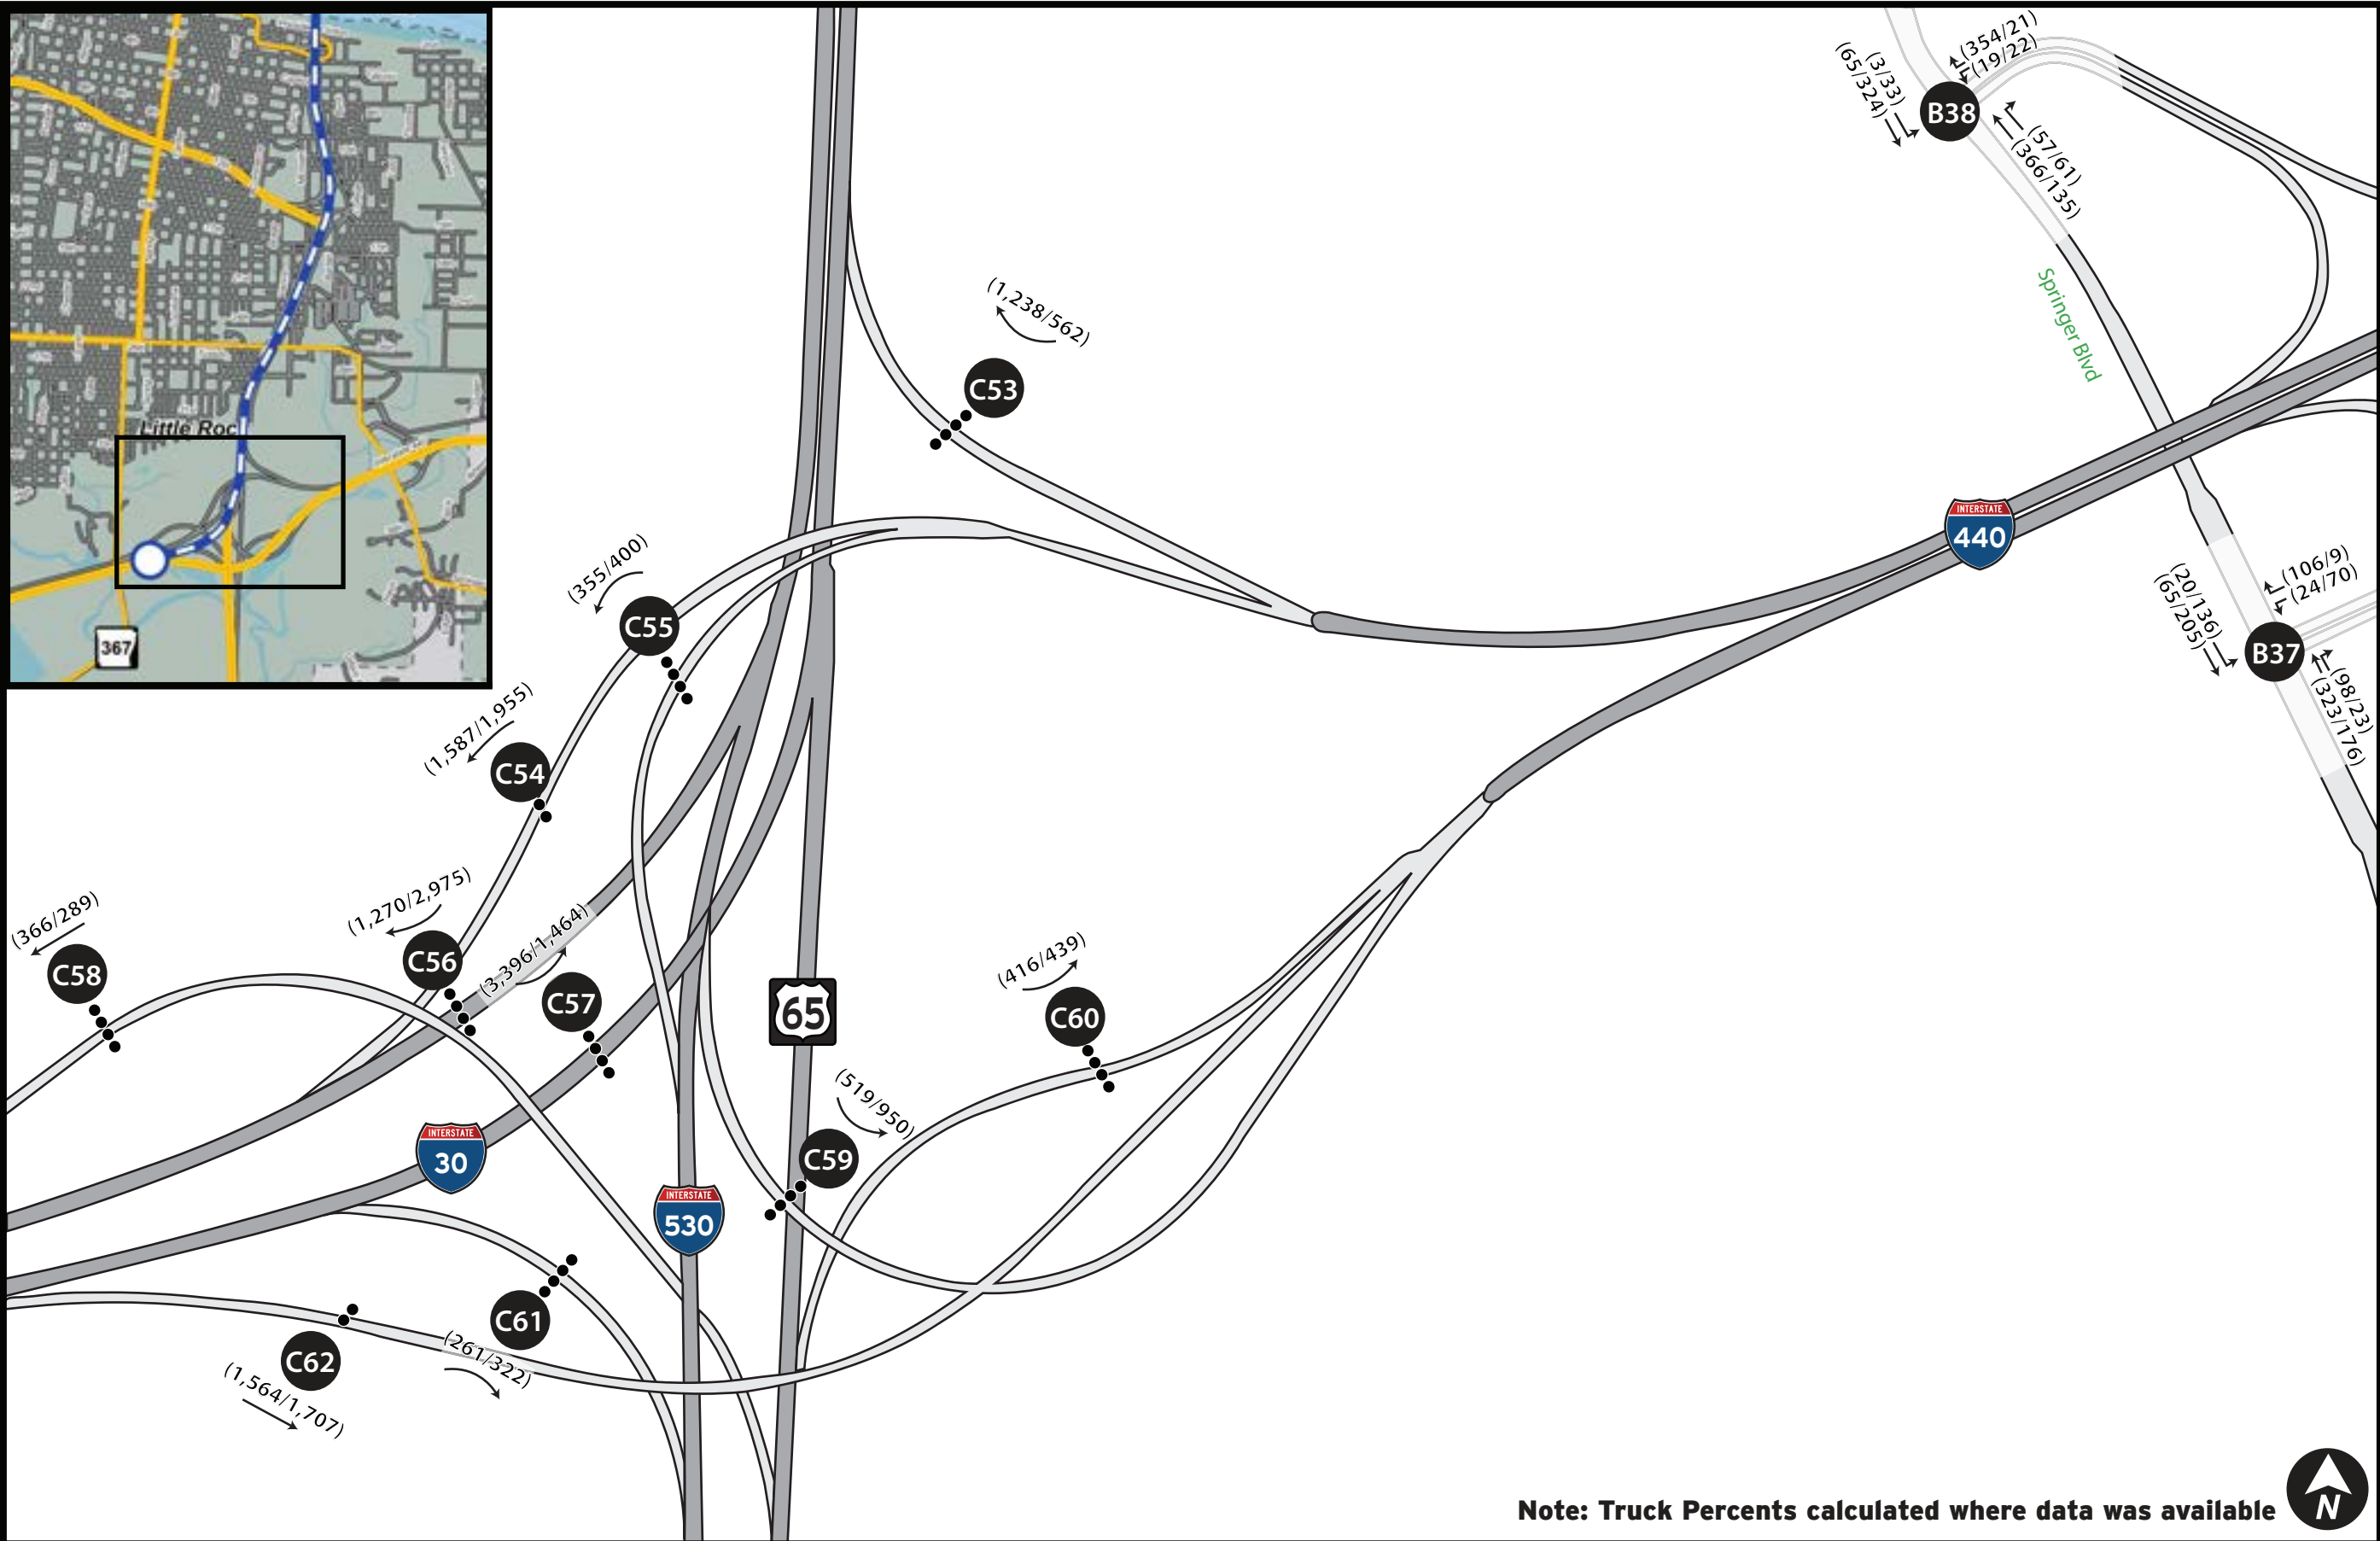 Little Roc
367
(354/21)
(19/22)
(3/33)
(65/324)
B38
(57/61)
(366/135)
Springer Blvd
(1,238/562)
C53
INTERSTATE
440
(355/400)
C55
(106/9)
(24/70)
(20/136)
(65/205)
B37
(98/23)
(323/176)
(1,587/1,955)
C54
(1,270/2,975)
C56
(366/289)
C58
(3,396/1,464)
C57
65
(416/439)
C60
(519/950)
C59
INTERSTATE
30
INTERSTATE
530
C61
C62
(261/322)
(1,564/1,707)
Note: Truck Percents calculated where data was available
N